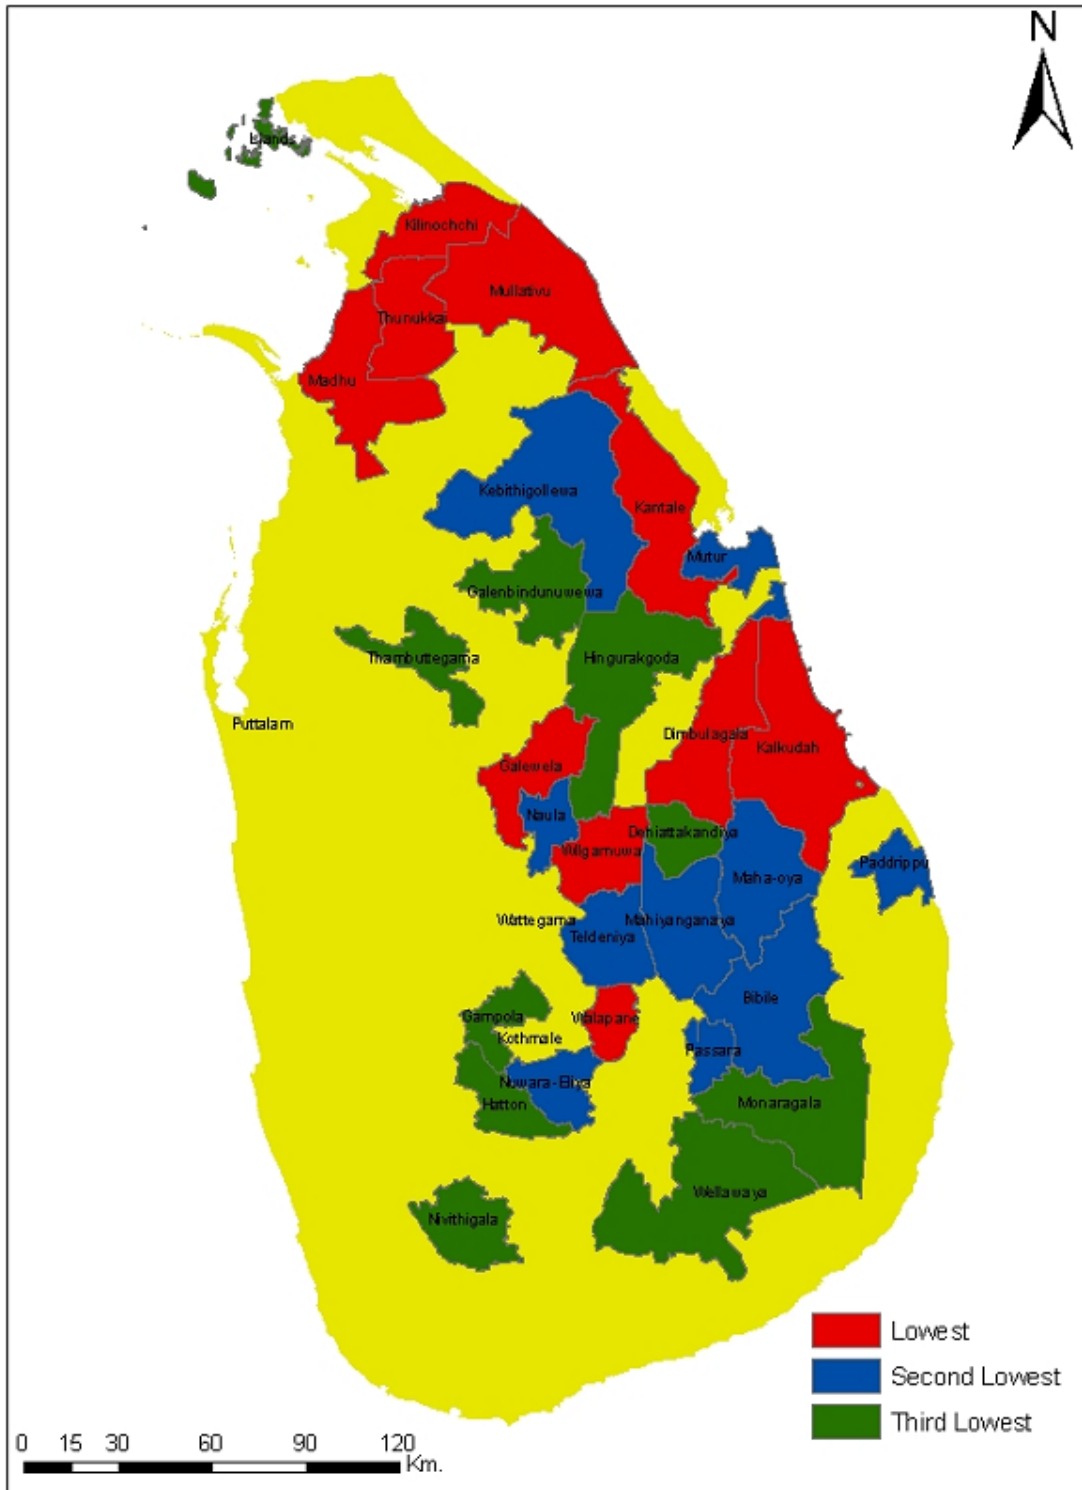 N
Islands
Kilinochchi
Mullativu
Thunukkai
Madhu
Kebithigollewa
Kantale
Mutur
Galenbindunuwewa
Thambuttegama
Hingurakgoda
Puttalam
Dimbulagala
Kalkudah
Galewela
Naula
Dehiattakandiya
Wilgamuwa
Paddrippu
Maha-oya
Wattegama
Mahiyanganaya
Teldeniya
Bibile
Gampola
Walapane
Kothmale
Passara
Nuwara-Eliya
Hatton
Monaragala
Wellawaya
Nivithigala
Lowest
Second Lowest
Third Lowest
0 15 30 60 90 120
Km.